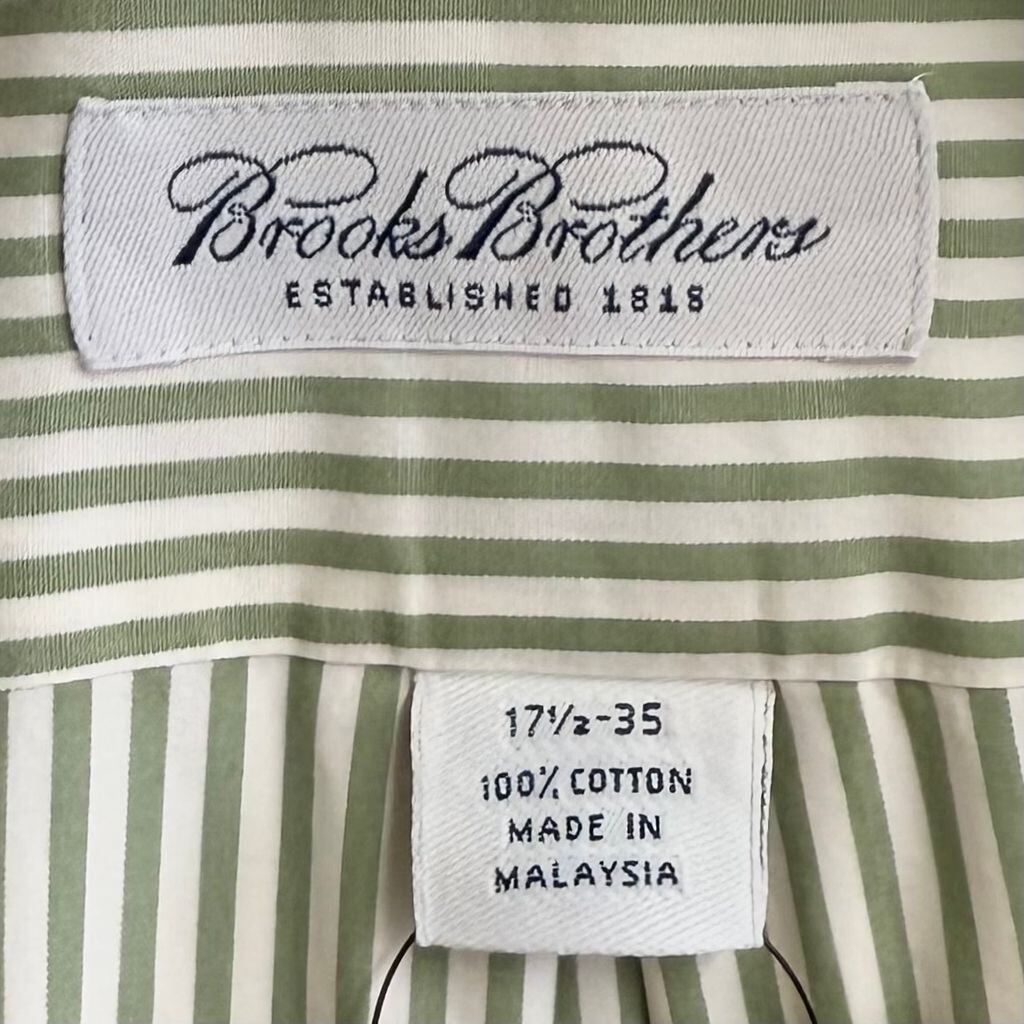 Brooks Brothers
ESTABLISHED 1818
17½-35
100% COTTON
MADE IN
MALAYSIA